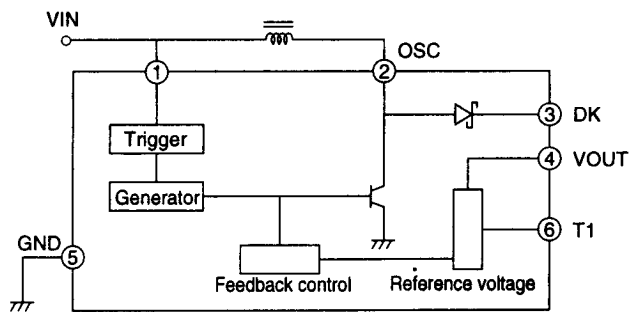 VIN
OSC
1
2
Trigger
3 DK
4 VOUT
Generator
6 T1
GND
5
Feedback control
Reference voltage